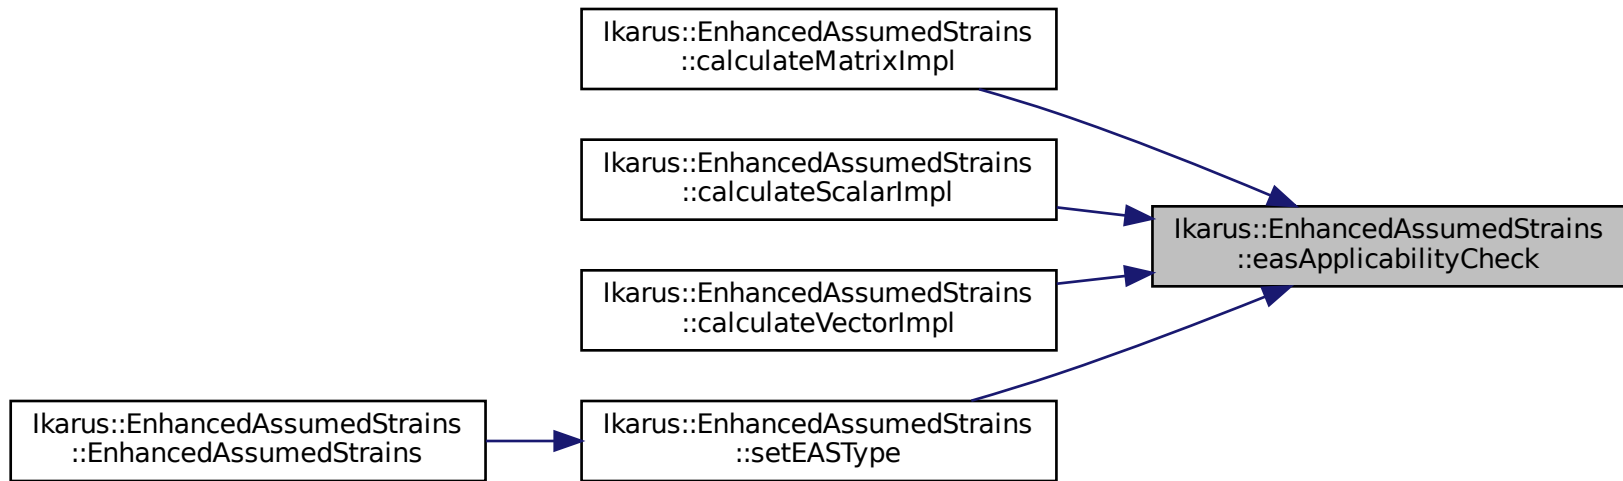 Ikarus::EnhancedAssumedStrains
::calculateMatrixImpl
Ikarus::EnhancedAssumedStrains
::calculateScalarImpl
Ikarus::EnhancedAssumedStrains
::easApplicabilityCheck
Ikarus::EnhancedAssumedStrains
::calculateVectorImpl
Ikarus::EnhancedAssumedStrains
::EnhancedAssumedStrains
Ikarus::EnhancedAssumedStrains
::setEASType